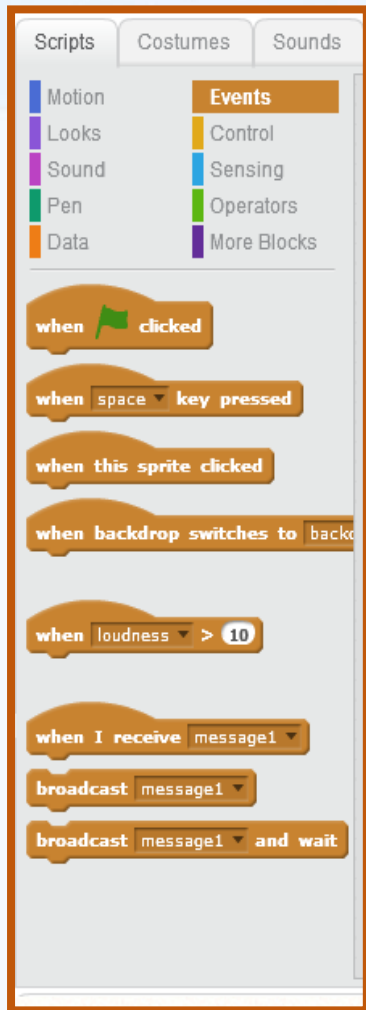 Scripts Costumes Sounds
Motion Events
Looks Control
Sound Sensing
Pen Operators
Data More Blocks
when clicked
when space key pressed
when this sprite clicked
when backdrop switches to
when loudness > 10
when I receive message1
broadcast message1
broadcast message1 and wait